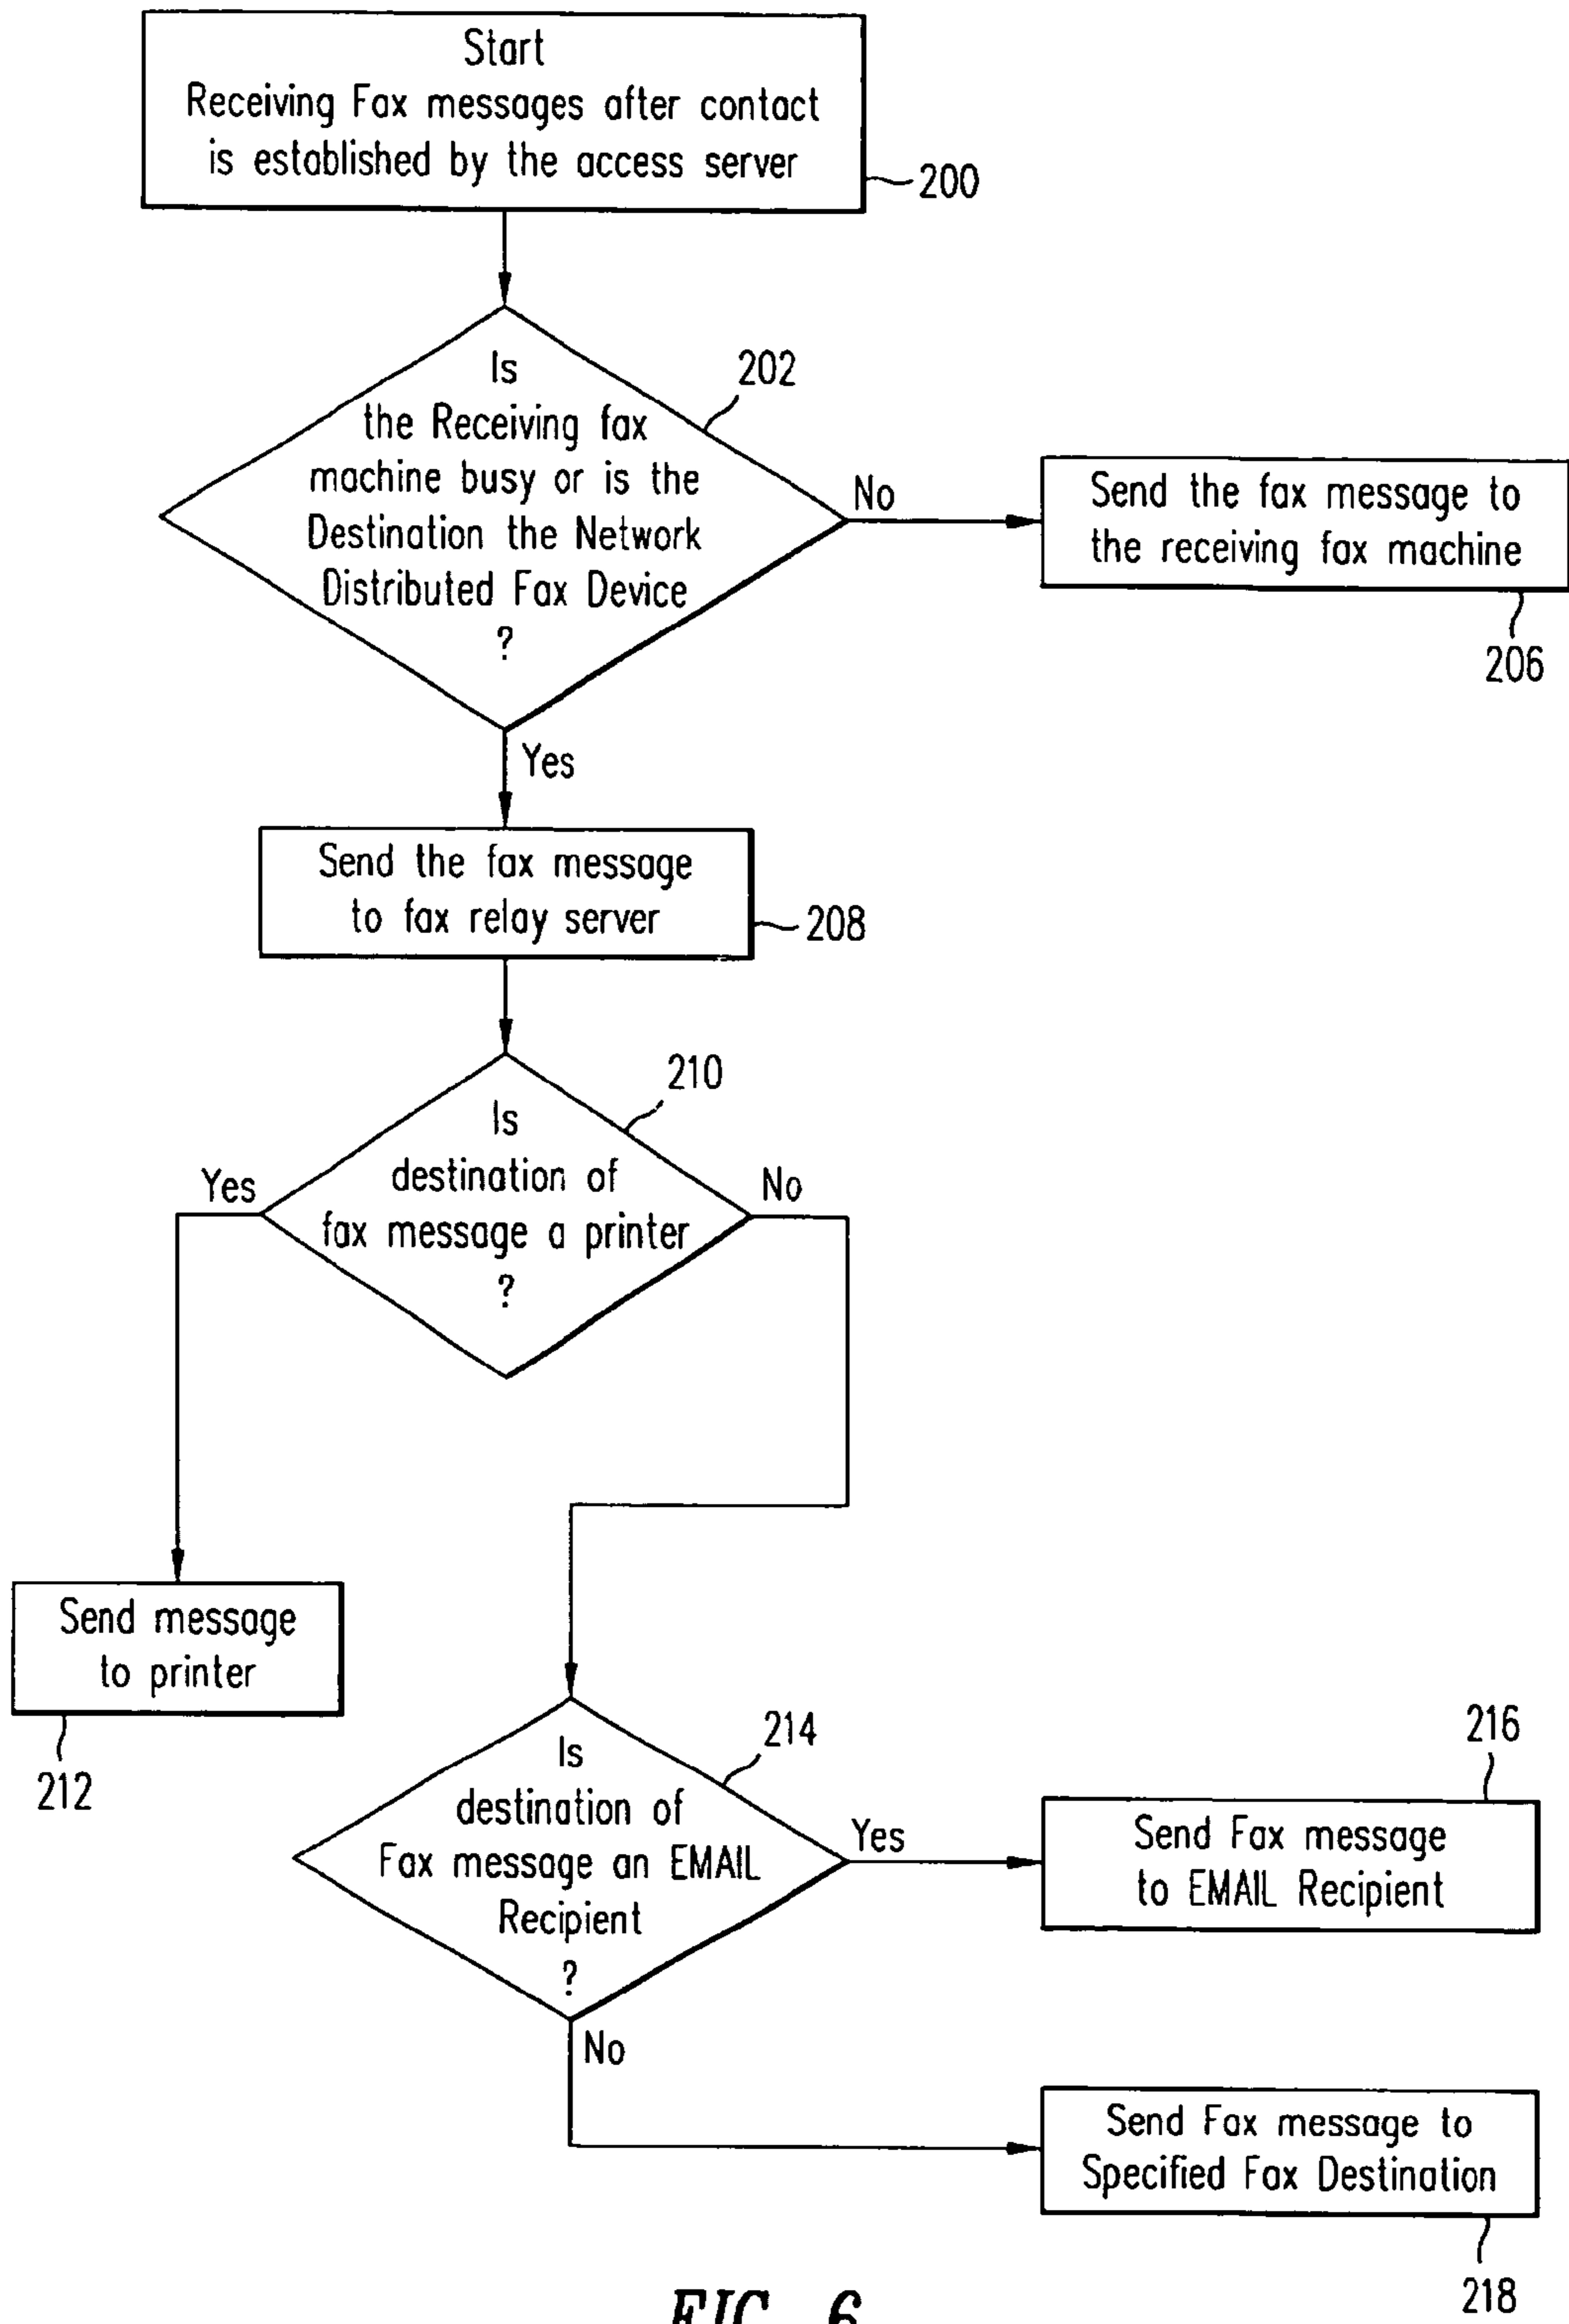 Start
Receiving Fax messages after contact
is established by the access server
200
Is
the Receiving fax
machine busy or is the
Destination the Network
Distributed Fax Device
?
202
No
Send the fax message to
the receiving fax machine
206
Yes
Send the fax message
to fax relay server
208
210
Is
destination of
fax message a printer
?
Yes
No
Send message
to printer
212
214
Is
destination of
Fax message an EMAIL
Recipient
?
Yes
216
Send Fax message
to EMAIL Recipient
No
Send Fax message to
Specified Fax Destination
218
FIG. 6